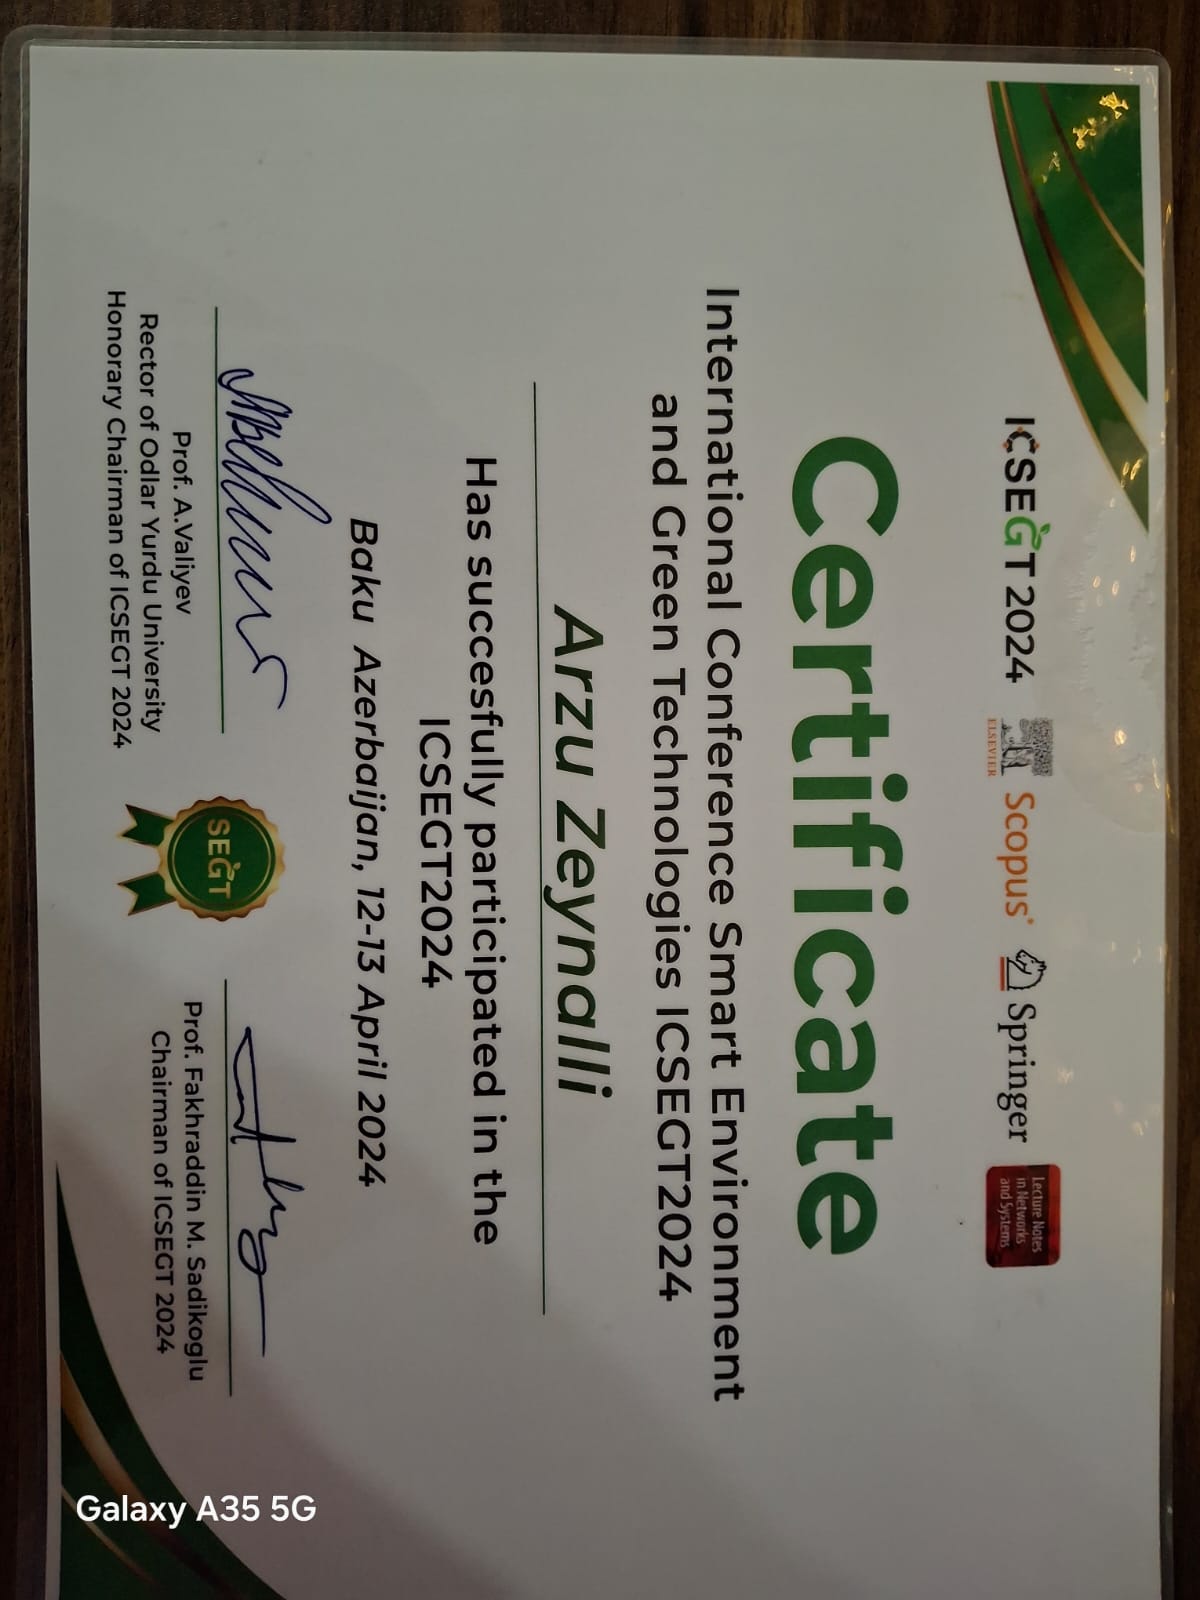 ICSEGT 2024
ELSEVIER
Scopus®
Springer
Lecture Notes
in Networks
and Systems
Certificate
International Conference Smart Environment
and Green Technologies ICSEGT2024
Arzu Zeynalli
Has succesfully participated in the
ICSEGT2024
Baku Azerbaijan, 12-13 April 2024
Prof. A.Valiyev
Rector of Odlar Yurdu University
Honorary Chairman of ICSEGT 2024
SEGT
Prof. Fakhraddin M. Sadikoglu
Chairman of ICSEGT 2024
Galaxy A35 5G